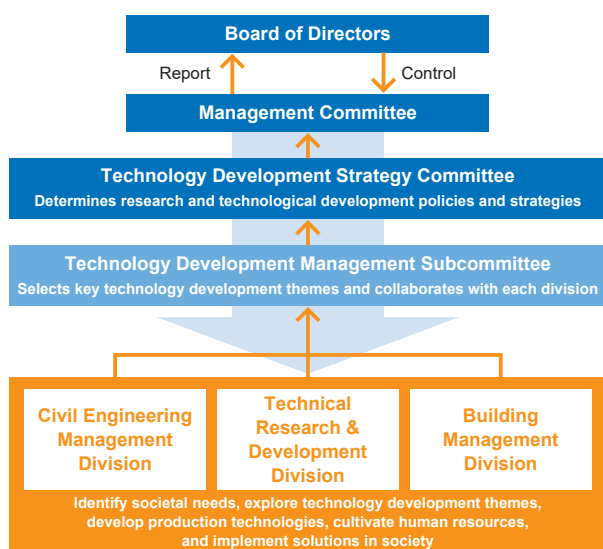 Board of Directors
Report
Control
Management Committee
Technology Development Strategy Committee
Determines research and technological development policies and strategies
Technology Development Management Subcommittee
Selects key technology development themes and collaborates with each division
Civil Engineering
Management
Division
Technical
Research &
Development
Division
Building
Management
Division
Identify societal needs, explore technology development themes,
develop production technologies, cultivate human resources,
and implement solutions in society